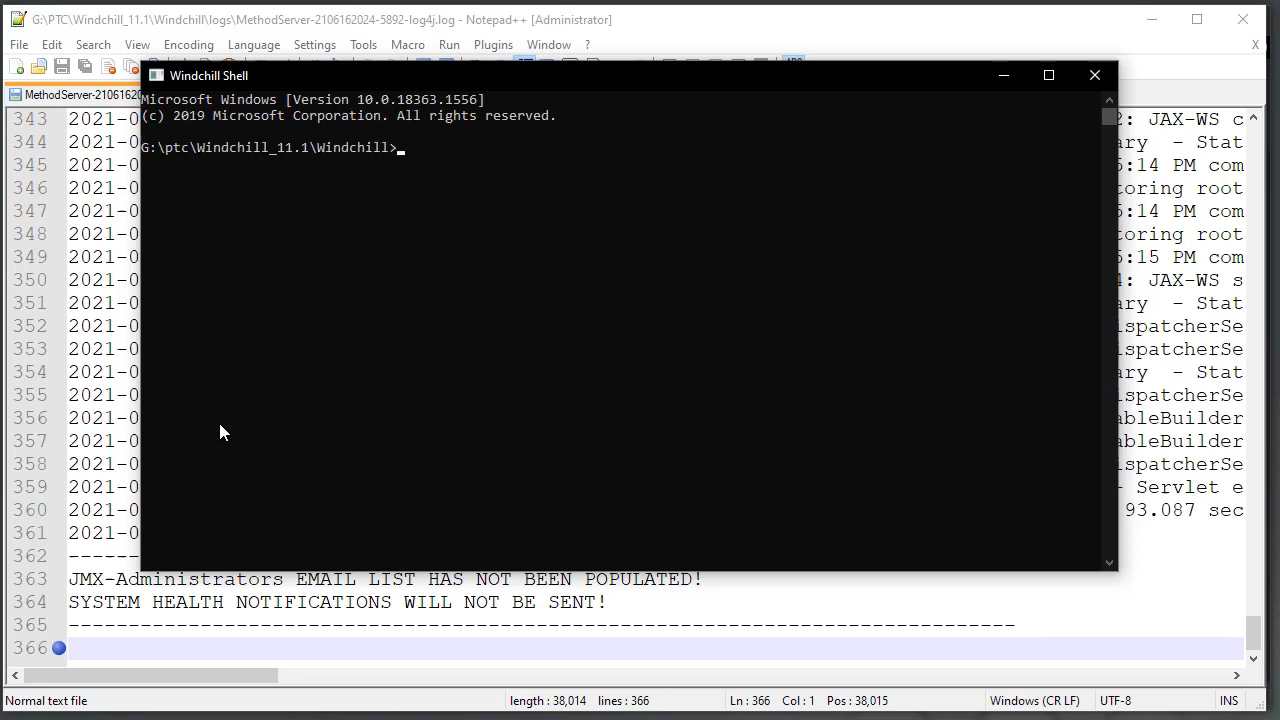 G:\PTC\Windchill_11.1\Windchill\logs\MethodServer-2106162024-5892-log4j.log - Notepad++ [Administrator]
File Edit Search View Encoding Language Settings Tools Macro Run Plugins Window ? X
Windchill Shell
MethodServer-21061620
Microsoft Windows [Version 10.0.18363.1556]
(c) 2019 Microsoft Corporation. All rights reserved.
G:\ptc\Windchill_11.1\Windchill>
343 2021-0 2: JAX-WS c
344 2021-0 ary - Stat
345 2021-0 5:14 PM com
346 2021-0 toring root
347 2021-0 5:14 PM com
348 2021-0 toring root
349 2021-0 5:15 PM com
350 2021-0 4: JAX-WS s
351 2021-0 ary - Stat
352 2021-0 ispatcherSe
353 2021-0 ispatcherSe
354 2021-0 ary - Stat
355 2021-0 ispatcherSe
356 2021-0 ableBuilder
357 2021-0 ableBuilder
358 2021-0 ispatcherSe
359 2021-0 - Servlet e
360 2021-0 93.087 sec
361 2021-0
362 ------
363 JMX-Administrators EMAIL LIST HAS NOT BEEN POPULATED!
364 SYSTEM HEALTH NOTIFICATIONS WILL NOT BE SENT!
365 -------------------------------------------------------------------------------
366
Normal text file length : 38,014 lines : 366 Ln : 366 Col : 1 Pos : 38,015 Windows (CR LF) UTF-8 INS